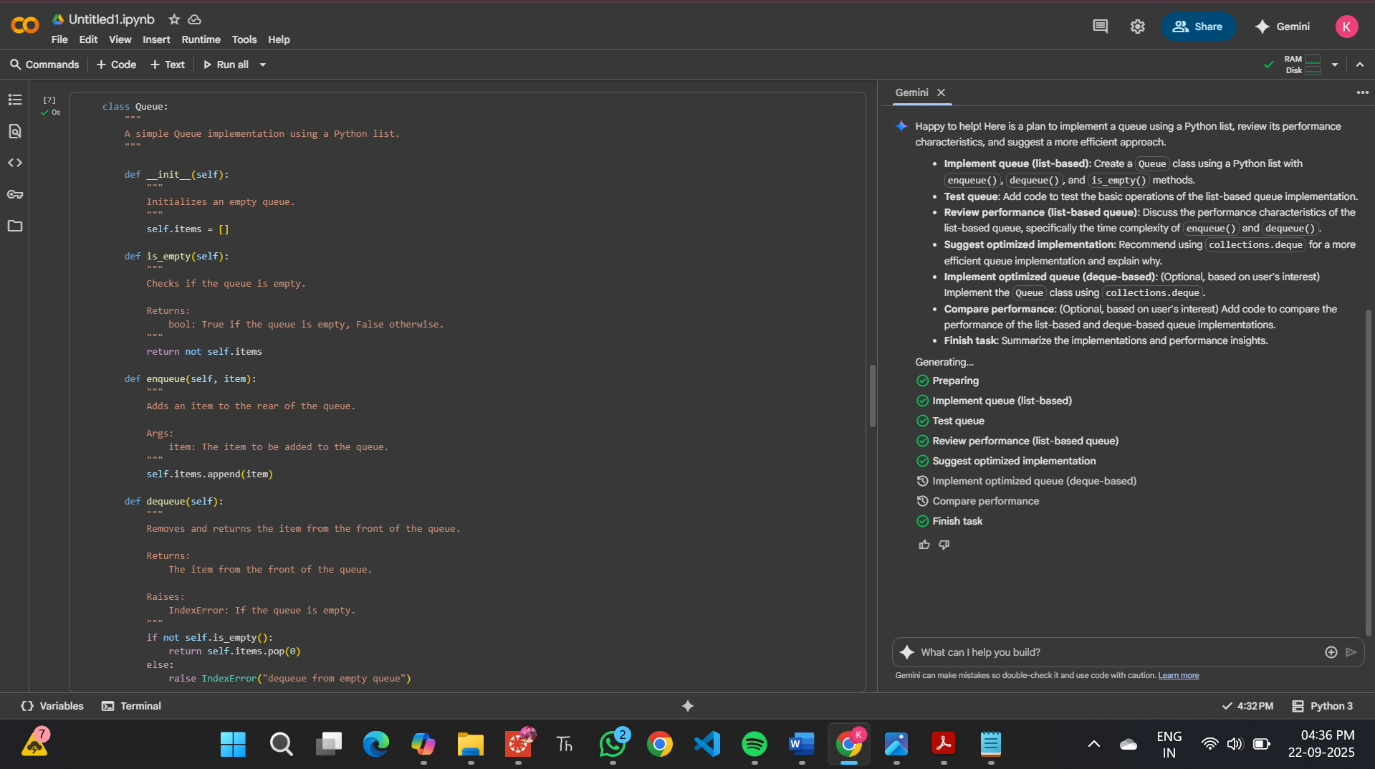 Untitled1.ipynb
File Edit View Insert Runtime Tools Help
Share
Gemini
K
Commands + Code + Text Run all
RAM
Disk
[7]
0s
class Queue:
"""
A simple Queue implementation using a Python list.
"""
def __init__(self):
"""
Initializes an empty queue.
"""
self.items = []
def is_empty(self):
"""
Checks if the queue is empty.
Returns:
bool: True if the queue is empty, False otherwise.
"""
return not self.items
def enqueue(self, item):
"""
Adds an item to the rear of the queue.
Args:
item: The item to be added to the queue.
"""
self.items.append(item)
def dequeue(self):
"""
Removes and returns the item from the front of the queue.
Returns:
The item from the front of the queue.
Raises:
IndexError: If the queue is empty.
"""
if not self.is_empty():
return self.items.pop(0)
else:
raise IndexError("dequeue from empty queue")
Gemini
Happy to help! Here is a plan to implement a queue using a Python list, review its performance
characteristics, and suggest a more efficient approach.
• Implement queue (list-based): Create a Queue class using a Python list with
enqueue(), dequeue(), and is_empty() methods.
• Test queue: Add code to test the basic operations of the list-based queue implementation.
• Review performance (list-based queue): Discuss the performance characteristics of the
list-based queue, specifically the time complexity of enqueue() and dequeue().
• Suggest optimized implementation: Recommend using collections.deque for a more
efficient queue implementation and explain why.
• Implement optimized queue (deque-based): (Optional, based on user's interest)
Implement the Queue class using collections.deque.
• Compare performance: (Optional, based on user's interest) Add code to compare the
performance of the list-based and deque-based queue implementations.
• Finish task: Summarize the implementations and performance insights.
Generating...
Preparing
Implement queue (list-based)
Test queue
Review performance (list-based queue)
Suggest optimized implementation
Implement optimized queue (deque-based)
Compare performance
Finish task
What can I help you build?
Gemini can make mistakes so double-check it and use code with caution. Learn more
Variables Terminal
4:32 PM Python 3
7
Th
2
W
K
ENG
IN
04:36 PM
22-09-2025